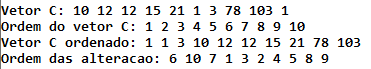 Vetor C: 10 12 12 15 21 1 3 78 103 1
Ordem do vetor C: 1 2 3 4 5 6 7 8 9 10
Vetor C ordenado: 1 1 3 10 12 12 15 21 78 103
Ordem das alteracao: 6 10 7 1 3 2 4 5 8 9